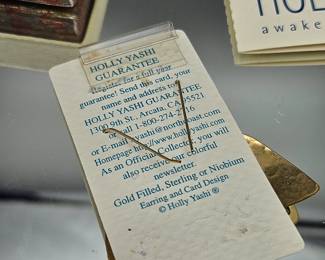 HOL
awake
HOLLY YASHI
GUARANTEE
Register for a full year
guarantee! Send this card, your
name and address to:
HOLLY YASHI GUARANTEE
1300 9th St., Arcata, CA 95521
or call 1-800-274-2716
or E-mail: yashi@northcoast.com
Homepage http://www.hollyyashi.com
As an Official Collector you will
also receive our colorful
newsletter.
Gold Filled, Sterling or Niobium
Earring and Card Design
© Holly Yashi ®